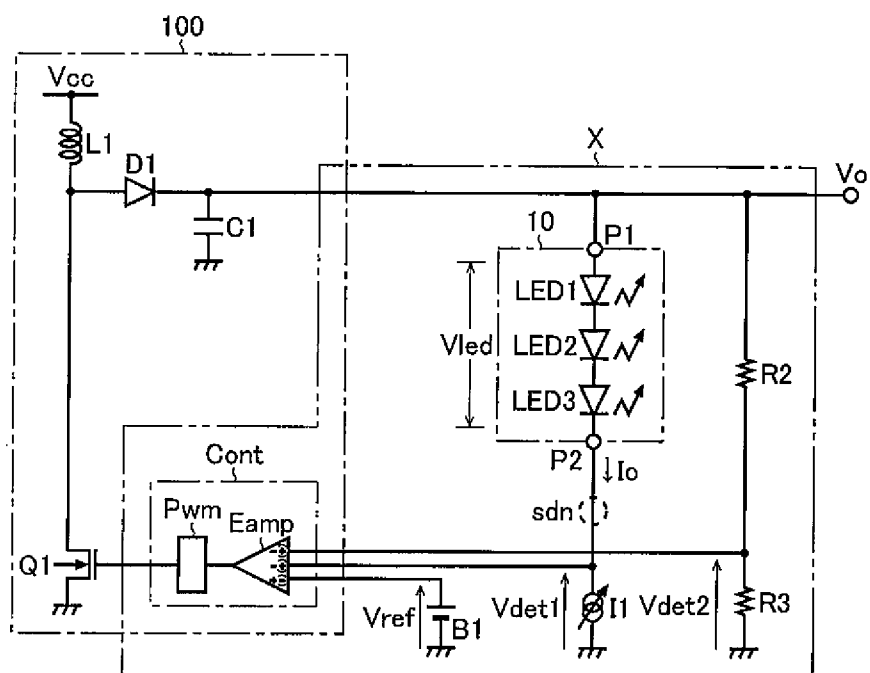 100
Vcc
L1
D1
C1
X
Vo
10
P1
LED1
Vled
LED2
LED3
R2
P2
Io
Cont
Pwm
Eamp
sdn
Q1
- (+)
- (+)
+ (-)
Vref
B1
Vdet1
I1
Vdet2
R3